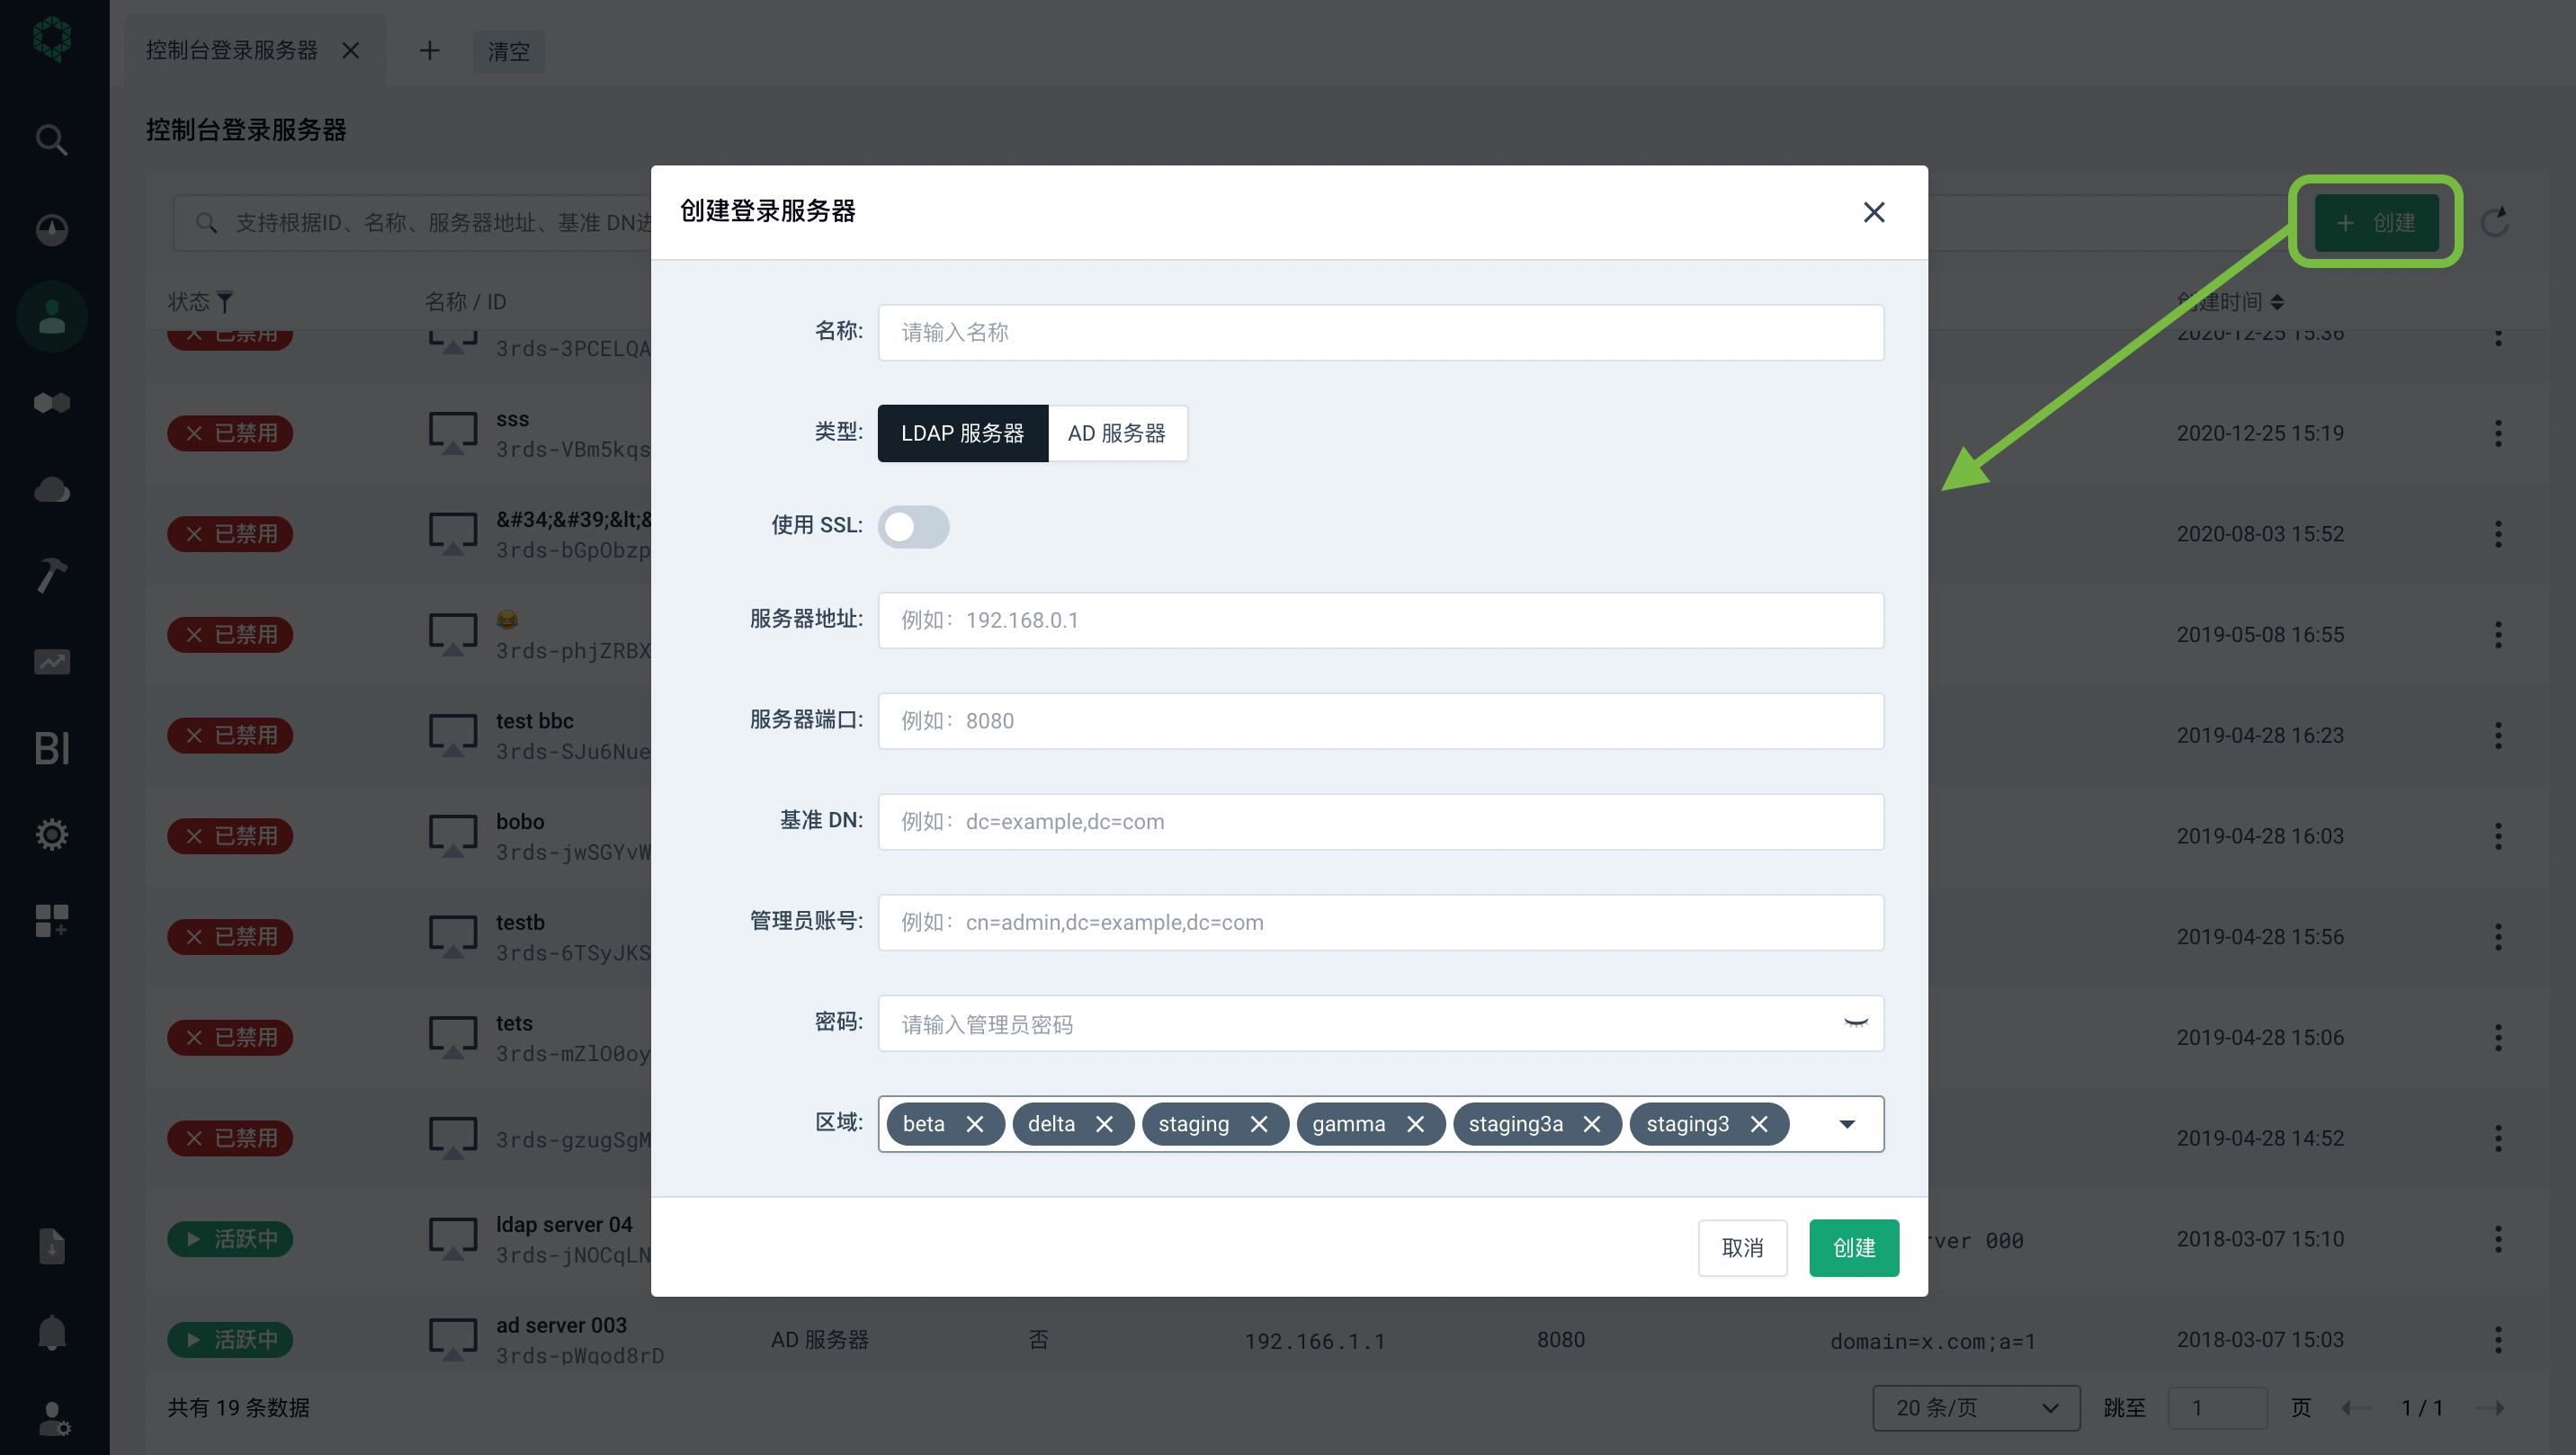 控制台登录服务器
清空
控制台登录服务器
支持根据ID、名称、服务器地址、基准 DN进
创建
状态
名称 / ID
创建时间
已禁用
3rds-3PCELQA
2020-12-25 15:36
已禁用
sss
3rds-VBm5kqs
2020-12-25 15:19
已禁用
&#34;&#39;&lt;&
3rds-bGpObzp
2020-08-03 15:52
已禁用
😂
3rds-phjZRBX
2019-05-08 16:55
已禁用
test bbc
3rds-SJu6Nue
2019-04-28 16:23
已禁用
bobo
3rds-jwSGYvW
2019-04-28 16:03
已禁用
testb
3rds-6TSyJKS
2019-04-28 15:56
已禁用
tets
3rds-mZlO0oy
2019-04-28 15:06
已禁用
3rds-gzugSgM
2019-04-28 14:52
活跃中
ldap server 04
3rds-jNOCqLN
rver 000
2018-03-07 15:10
活跃中
ad server 003
3rds-pWqod8rD
AD 服务器
否
192.166.1.1
8080
domain=x.com;a=1
2018-03-07 15:03
共有 19 条数据
20 条/页
跳至
1
页
1 / 1
BI
创建登录服务器
名称:
请输入名称
类型:
LDAP 服务器
AD 服务器
使用 SSL:
服务器地址:
例如：192.168.0.1
服务器端口:
例如：8080
基准 DN:
例如：dc=example,dc=com
管理员账号:
例如：cn=admin,dc=example,dc=com
密码:
请输入管理员密码
区域:
beta
delta
staging
gamma
staging3a
staging3
取消
创建